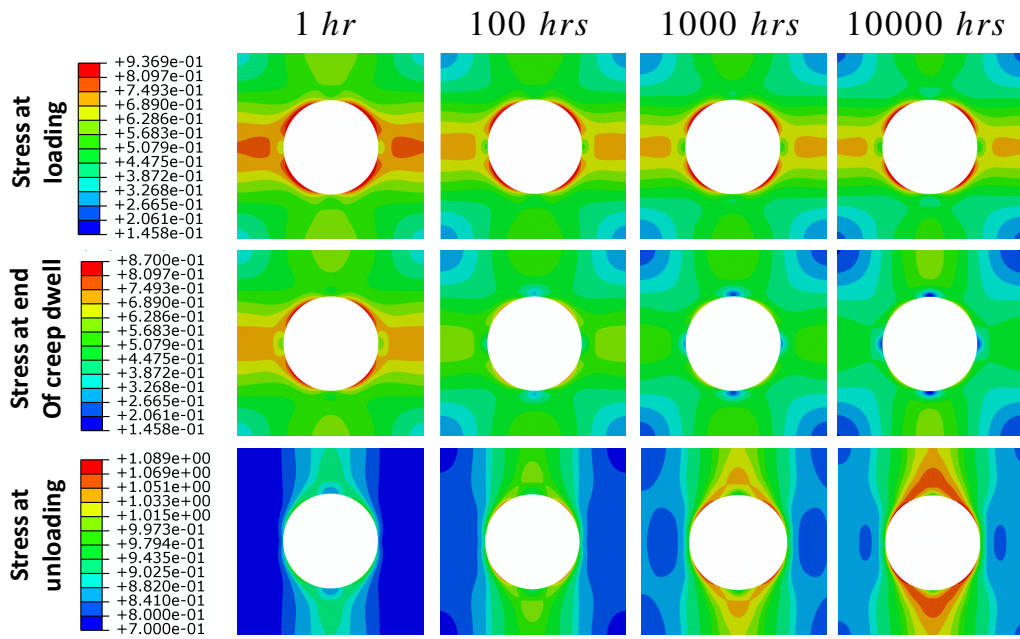 1 hr 100 hrs 1000 hrs 10000 hrs
Stress at
loading
+9.369e-01
+8.097e-01
+7.493e-01
+6.890e-01
+6.286e-01
+5.683e-01
+5.079e-01
+4.475e-01
+3.872e-01
+3.268e-01
+2.665e-01
+2.061e-01
+1.458e-01
Stress at end
Of creep dwell
+8.700e-01
+8.097e-01
+7.493e-01
+6.890e-01
+6.286e-01
+5.683e-01
+5.079e-01
+4.475e-01
+3.872e-01
+3.268e-01
+2.665e-01
+2.061e-01
+1.458e-01
Stress at
unloading
+1.089e+00
+1.069e+00
+1.051e+00
+1.033e+00
+1.015e+00
+9.973e-01
+9.794e-01
+9.435e-01
+9.025e-01
+8.820e-01
+8.410e-01
+8.000e-01
+7.000e-01